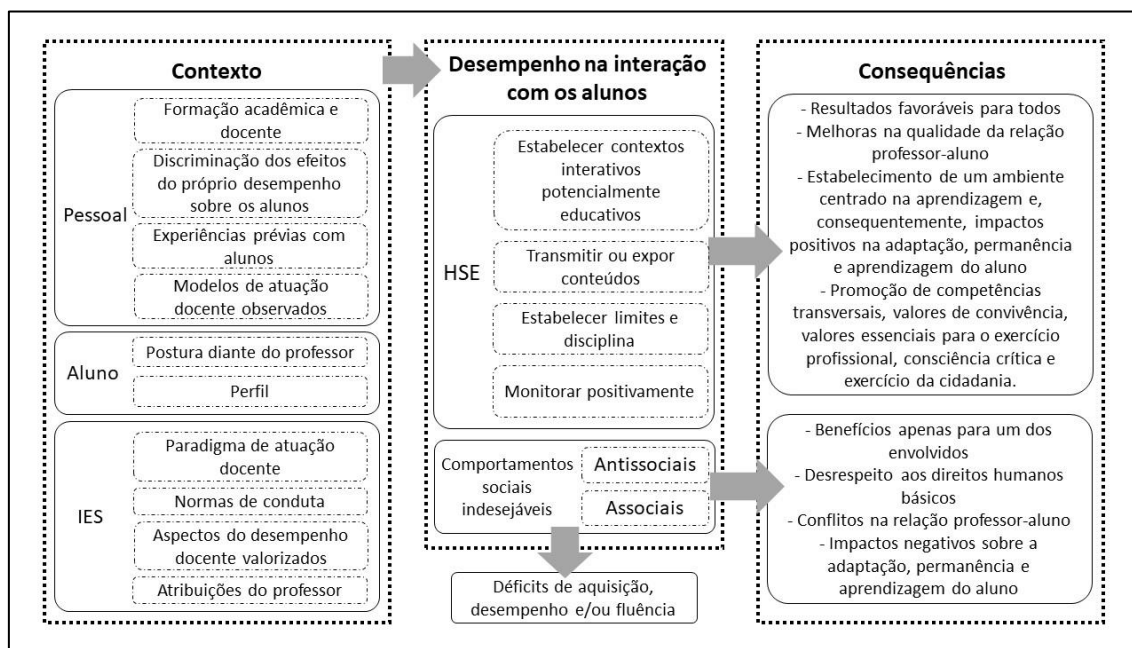 Contexto
Pessoal
Formação acadêmica e
docente
Discriminação dos efeitos
do próprio desempenho
sobre os alunos
Experiências prévias com
alunos
Modelos de atuação
docente observados
Aluno
Postura diante do professor
Perfil
IES
Paradigma de atuação
docente
Normas de conduta
Aspectos do desempenho
docente valorizados
Atribuições do professor
Desempenho na interação
com os alunos
HSE
Estabelecer contextos
interativos
potencialmente
educativos
Transmitir ou expor
conteúdos
Estabelecer limites e
disciplina
Monitorar positivamente
Comportamentos
sociais
indesejáveis
Antissociais
Associais
Déficits de aquisição,
desempenho e/ou fluência
Consequências
- Resultados favoráveis para todos
- Melhoras na qualidade da relação
professor-aluno
- Estabelecimento de um ambiente
centrado na aprendizagem e,
consequentemente, impactos
positivos na adaptação, permanência
e aprendizagem do aluno
- Promoção de competências
transversais, valores de convivência,
valores essenciais para o exercício
profissional, consciência crítica e
exercício da cidadania.
- Benefícios apenas para um dos
envolvidos
- Desrespeito aos direitos humanos
básicos
- Conflitos na relação professor-aluno
- Impactos negativos sobre a
adaptação, permanência e
aprendizagem do aluno